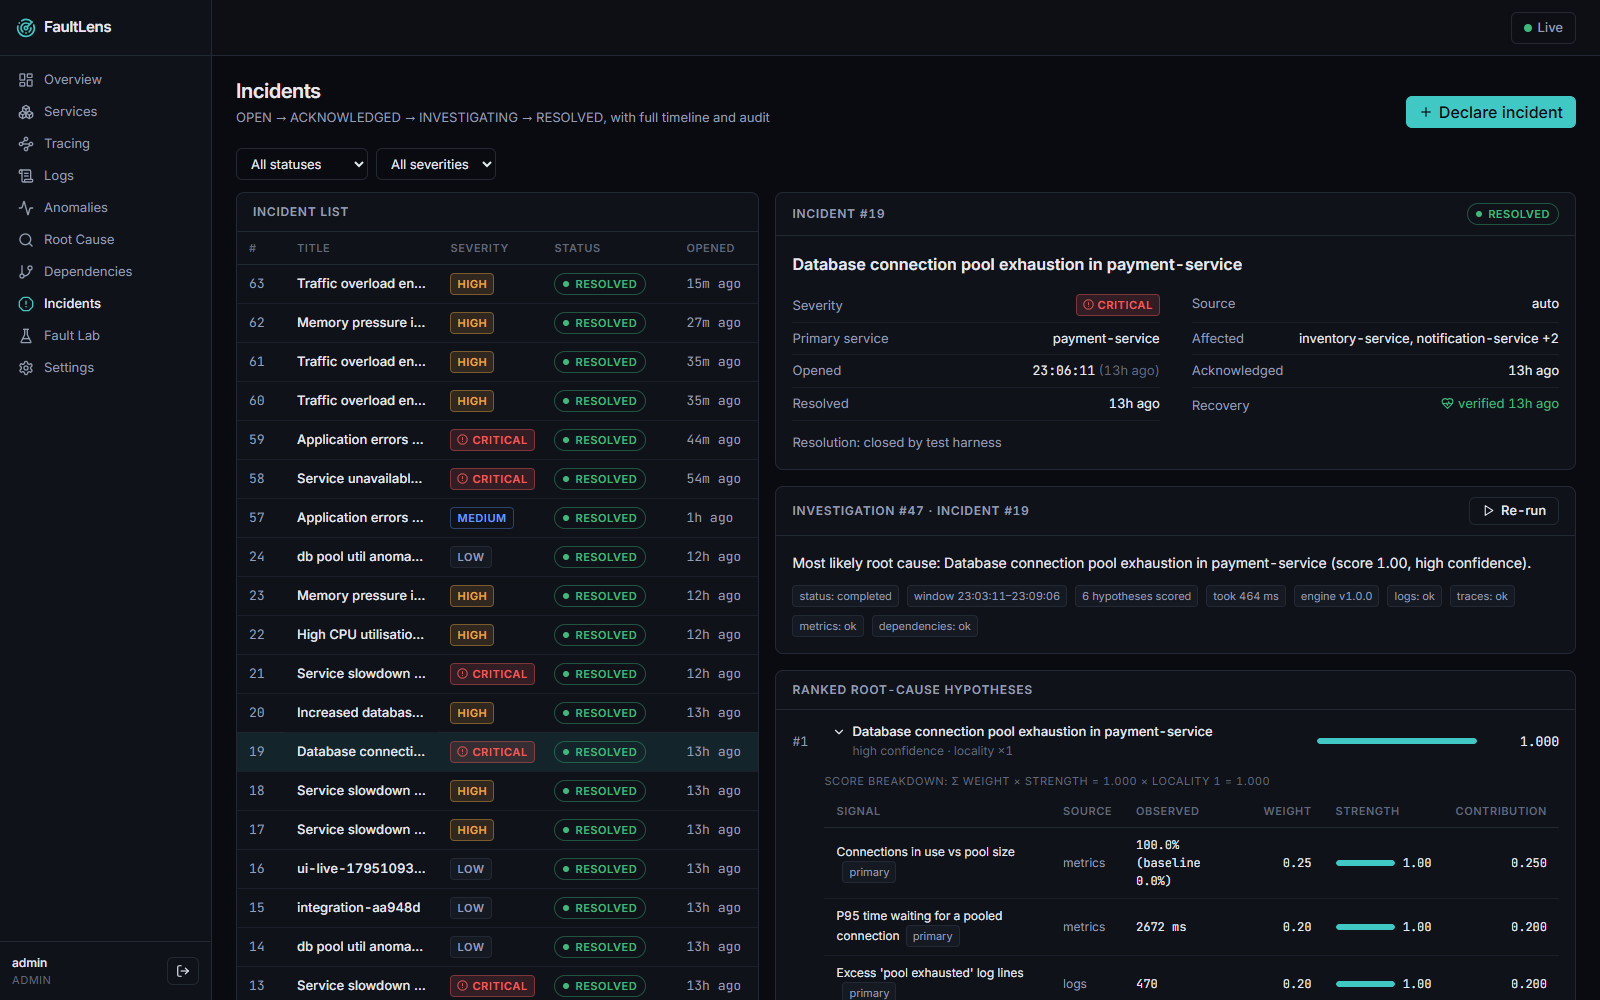 FaultLens
Live
Overview
Services
Tracing
Logs
Anomalies
Root Cause
Dependencies
Incidents
Fault Lab
Settings
admin
ADMIN
Incidents
OPEN → ACKNOWLEDGED → INVESTIGATING → RESOLVED, with full timeline and audit
+ Declare incident
All statuses
All severities
INCIDENT LIST
# TITLE SEVERITY STATUS OPENED
63 Traffic overload en... HIGH RESOLVED 15m ago
62 Memory pressure i... HIGH RESOLVED 27m ago
61 Traffic overload en... HIGH RESOLVED 35m ago
60 Traffic overload en... HIGH RESOLVED 35m ago
59 Application errors ... CRITICAL RESOLVED 44m ago
58 Service unavailabl... CRITICAL RESOLVED 54m ago
57 Application errors ... MEDIUM RESOLVED 1h ago
24 db pool util anoma... LOW RESOLVED 12h ago
23 Memory pressure i... HIGH RESOLVED 12h ago
22 High CPU utilisatio... HIGH RESOLVED 12h ago
21 Service slowdown ... CRITICAL RESOLVED 12h ago
20 Increased databas... HIGH RESOLVED 13h ago
19 Database connecti... CRITICAL RESOLVED 13h ago
18 Service slowdown ... HIGH RESOLVED 13h ago
17 Service slowdown ... HIGH RESOLVED 13h ago
16 ui-live-17951093... LOW RESOLVED 13h ago
15 integration-aa948d LOW RESOLVED 13h ago
14 db pool util anoma... LOW RESOLVED 13h ago
13 Service slowdown ... CRITICAL RESOLVED 13h ago
INCIDENT #19 RESOLVED
Database connection pool exhaustion in payment-service
Severity CRITICAL Source auto
Primary service payment-service Affected inventory-service, notification-service +2
Opened 23:06:11 (13h ago) Acknowledged 13h ago
Resolved 13h ago Recovery verified 13h ago
Resolution: closed by test harness
INVESTIGATION #47 · INCIDENT #19 Re-run
Most likely root cause: Database connection pool exhaustion in payment-service (score 1.00, high confidence).
status: completed window 23:03:11–23:09:06 6 hypotheses scored took 464 ms engine v1.0.0 logs: ok traces: ok
metrics: ok dependencies: ok
RANKED ROOT-CAUSE HYPOTHESES
#1 Database connection pool exhaustion in payment-service 1.000
high confidence · locality ×1
SCORE BREAKDOWN: Σ WEIGHT × STRENGTH = 1.000 × LOCALITY 1 = 1.000
SIGNAL SOURCE OBSERVED WEIGHT STRENGTH CONTRIBUTION
Connections in use vs pool size primary metrics 100.0% (baseline 0.0%) 0.25 1.00 0.250
P95 time waiting for a pooled connection primary metrics 2672 ms 0.20 1.00 0.200
Excess 'pool exhausted' log lines primary logs 470 0.20 1.00 0.200